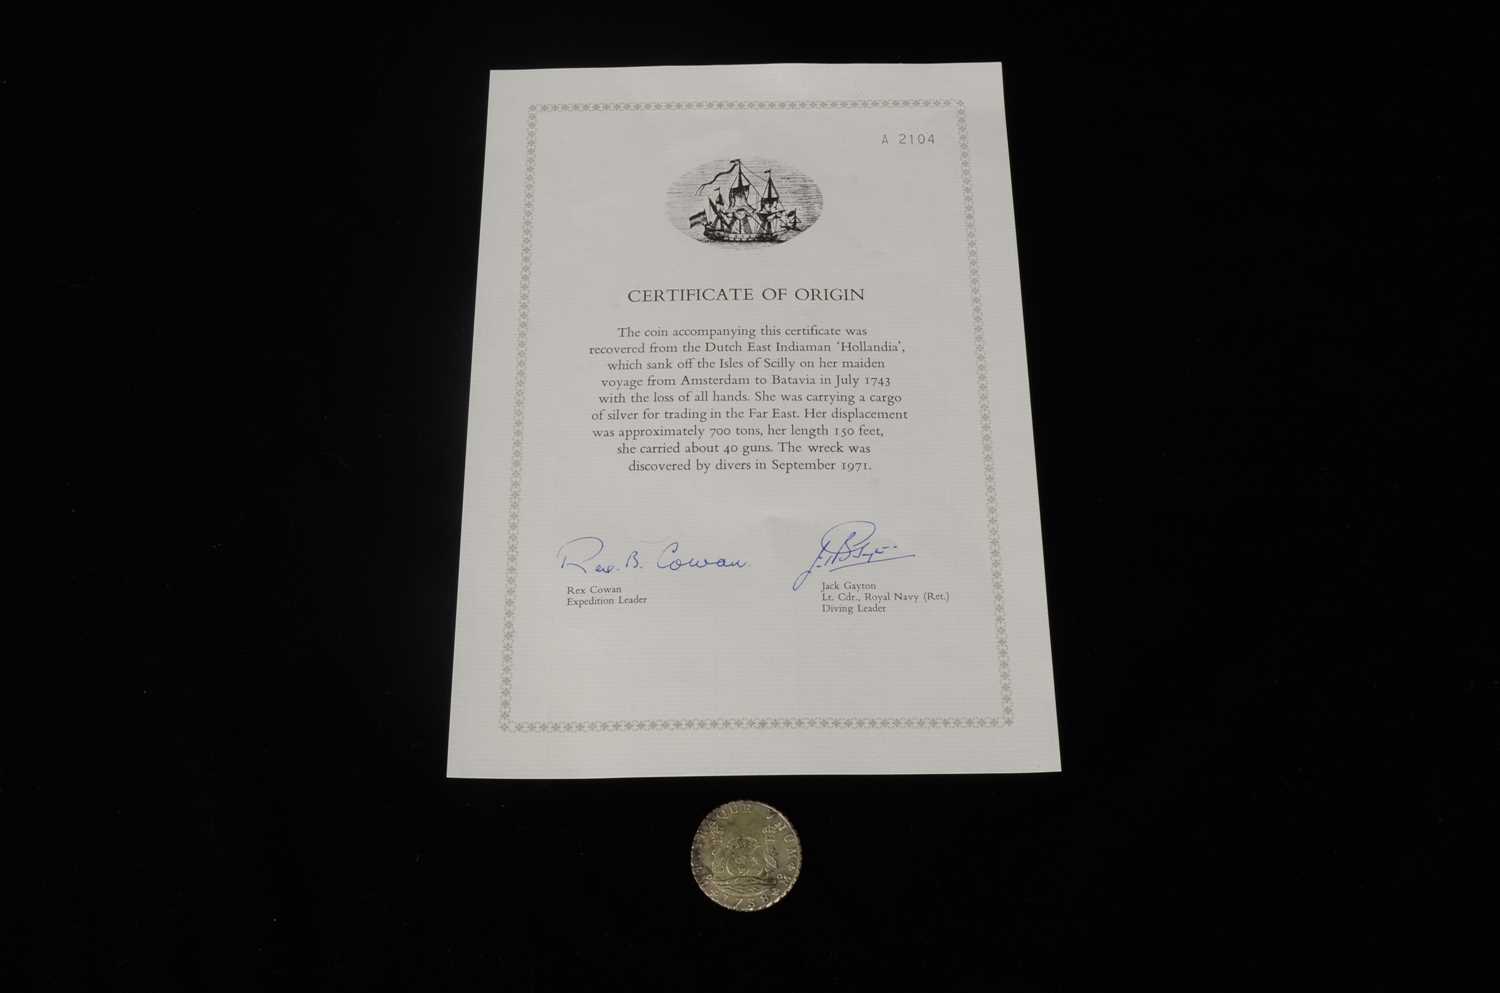 A 2104
CERTIFICATE OF ORIGIN
The coin accompanying this certificate was
recovered from the Dutch East Indiaman ‘Hollandia’,
which sank off the Isles of Scilly on her maiden
voyage from Amsterdam to Batavia in July 1743
with the loss of all hands. She was carrying a cargo
of silver for trading in the Far East. Her displacement
was approximately 700 tons, her length 150 feet,
she carried about 40 guns. The wreck was
discovered by divers in September 1971.
Rex. B. Cowan.
Rex Cowan
Expedition Leader
Jack Gayton
Lt. Cdr., Royal Navy (Ret.)
Diving Leader
VTRAQUE VNUM
1738